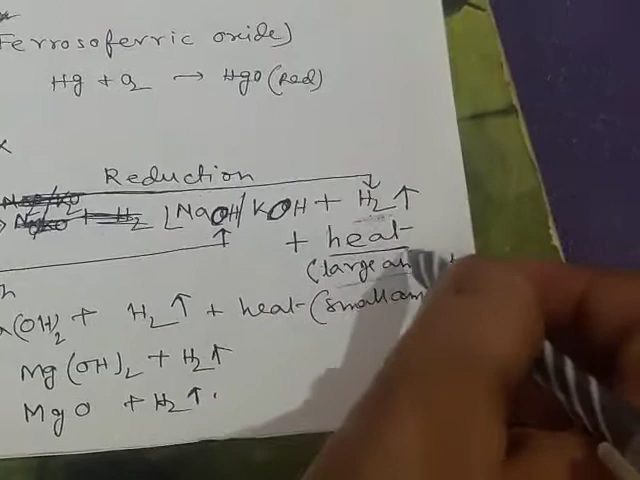 Ferrosoferric oxide)
Hg + O2 → HgO (Red)
Reduction
[NaOH/KOH + H2↑
+ heat
(large
(OH)2 + H2↑ + heat (small am
Mg(OH)2 + H2↑
MgO + H2↑.